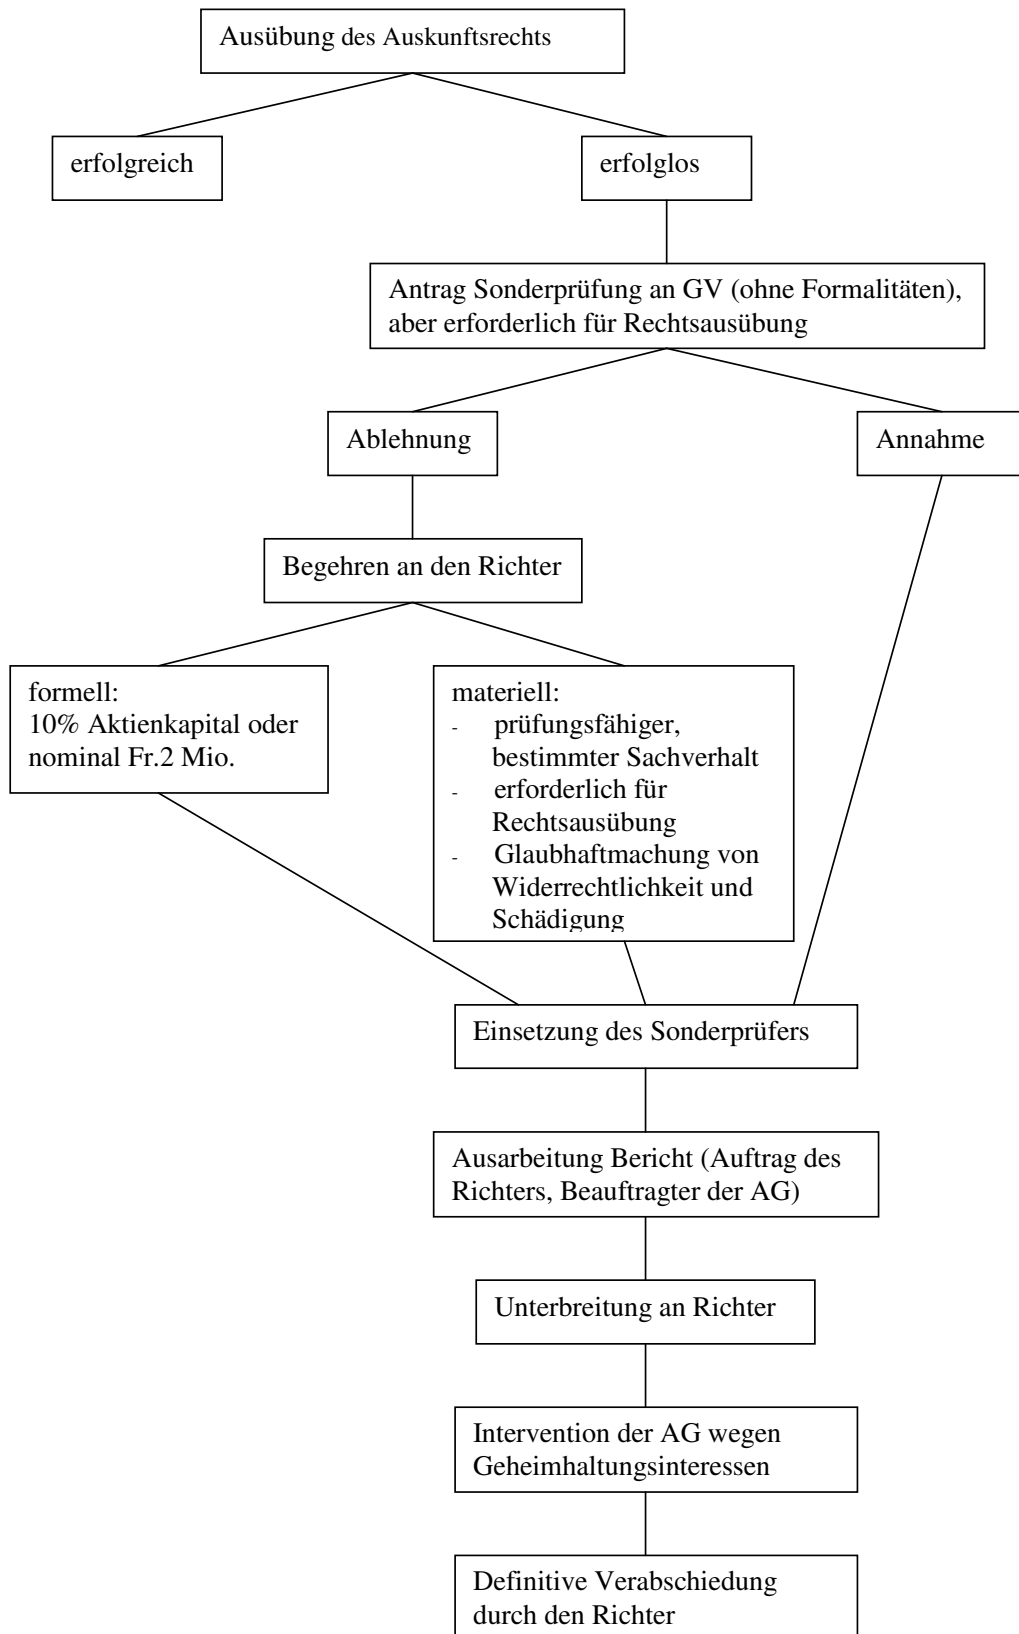 Ausübung des Auskunftsrechts
erfolgreich
erfolglos
Antrag Sonderprüfung an GV (ohne Formalitäten),
aber erforderlich für Rechtsausübung
Ablehnung
Annahme
Begehren an den Richter
formell:
10% Aktienkapital oder
nominal Fr.2 Mio.
materiell:
- prüfungsfähiger,
bestimmter Sachverhalt
- erforderlich für
Rechtsausübung
- Glaubhaftmachung von
Widerrechtlichkeit und
Schädigung
Einsetzung des Sonderprüfers
Ausarbeitung Bericht (Auftrag des
Richters, Beauftragter der AG)
Unterbreitung an Richter
Intervention der AG wegen
Geheimhaltungsinteressen
Definitive Verabschiedung
durch den Richter